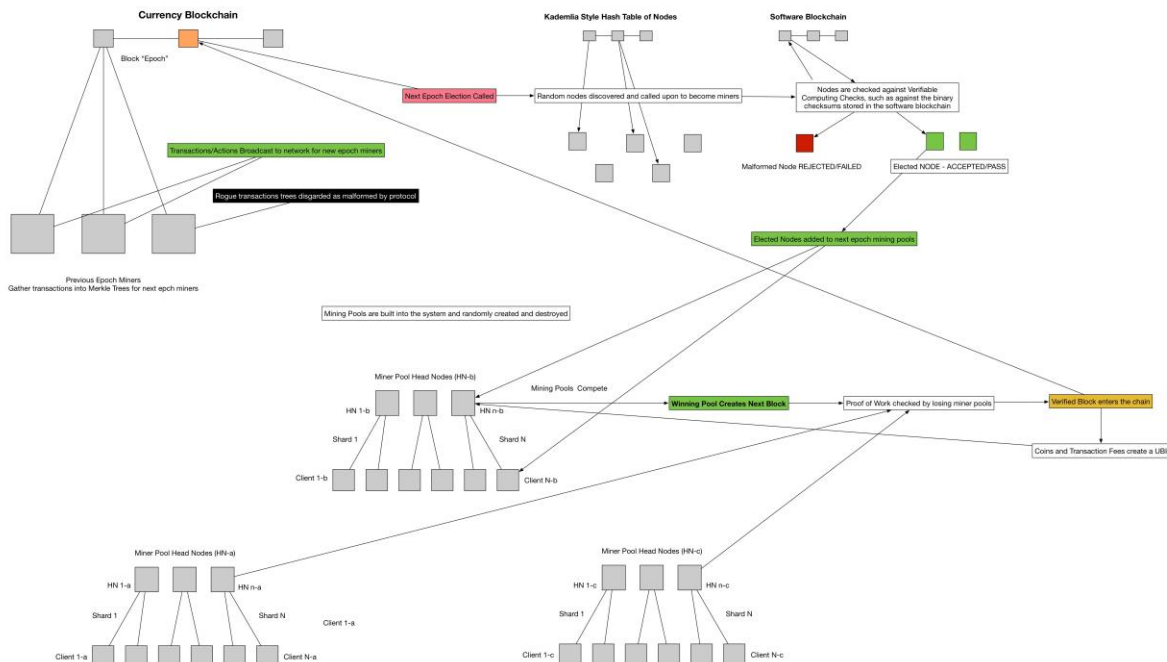 Currency Blockchain
Kademlia Style Hash Table of Nodes
Software Blockchain
Block "Epoch"
Next Epoch Election Called
Random nodes discovered and called upon to become miners
Nodes are checked against Verifiable
Computing Checks, such as against the binary
checksums stored in the software blockchain
Transactions/Actions Broadcast to network for new epoch miners
Malformed Node REJECTED/FAILED
Elected NODE - ACCEPTED/PASS
Rogue transactions trees disgarded as malformed by protocol
Elected Nodes added to next epoch mining pools
Previous Epoch Miners
Gather transactions into Merkle Trees for next epch miners
Mining Pools are built into the system and randomly created and destroyed
Miner Pool Head Nodes (HN-b)
Mining Pools Compete
HN 1-b
HN n-b
Winning Pool Creates Next Block
Proof of Work checked by losing miner pools
Verified Block enters the chain
Shard 1
Shard N
Coins and Transaction Fees create a UBI
Client 1-b
Client N-b
Miner Pool Head Nodes (HN-a)
HN 1-a
HN n-a
Shard 1
Shard N
Client 1-a
Client 1-a
Client N-a
Miner Pool Head Nodes (HN-c)
HN 1-c
HN n-c
Shard 1
Shard N
Client 1-c
Client N-c